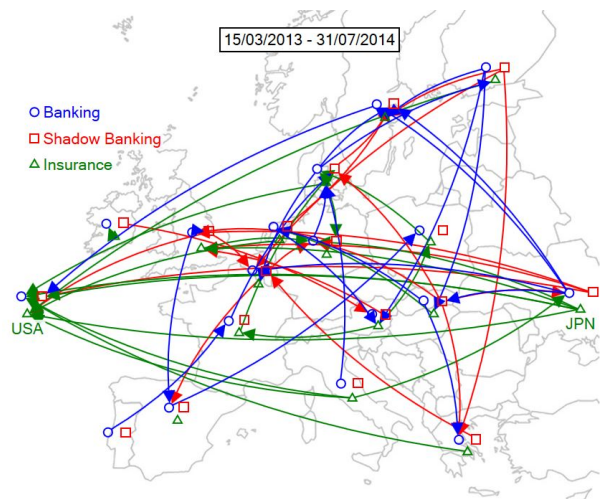 15/03/2013 - 31/07/2014
Banking
Shadow Banking
Insurance
USA
JPN